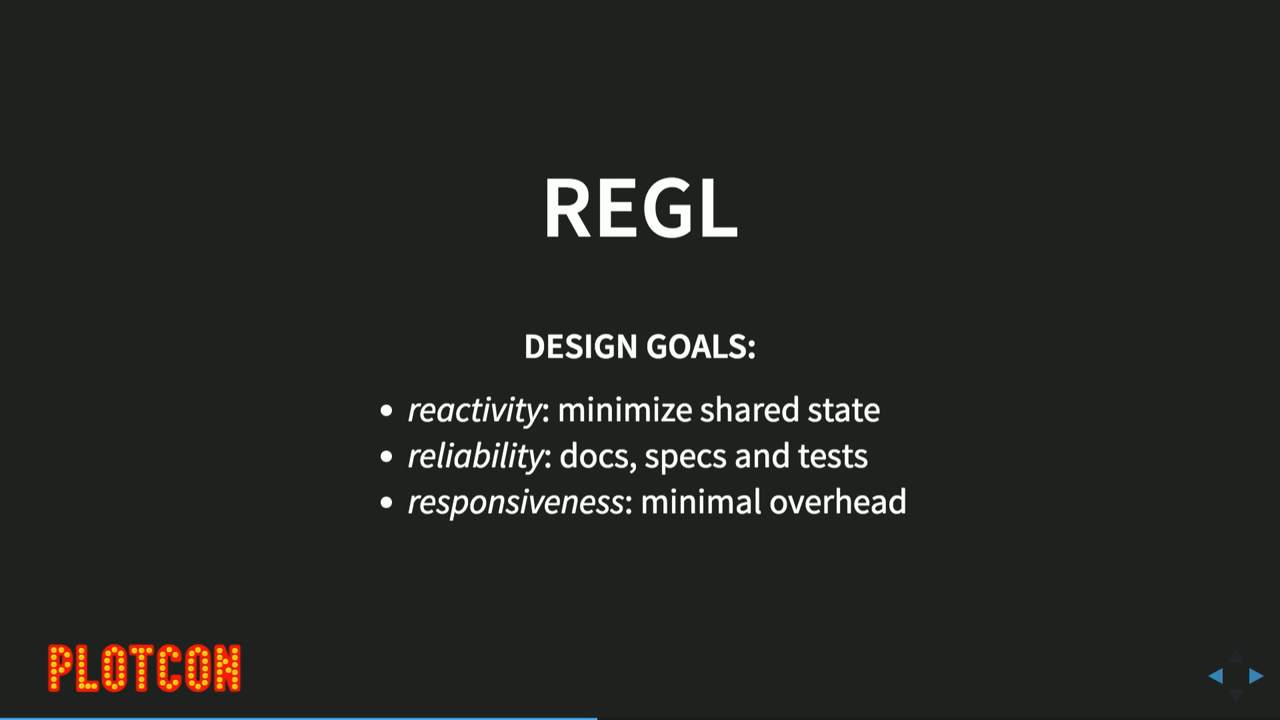 REGL
DESIGN GOALS:
• reactivity: minimize shared state
• reliability: docs, specs and tests
• responsiveness: minimal overhead
PLOTCON